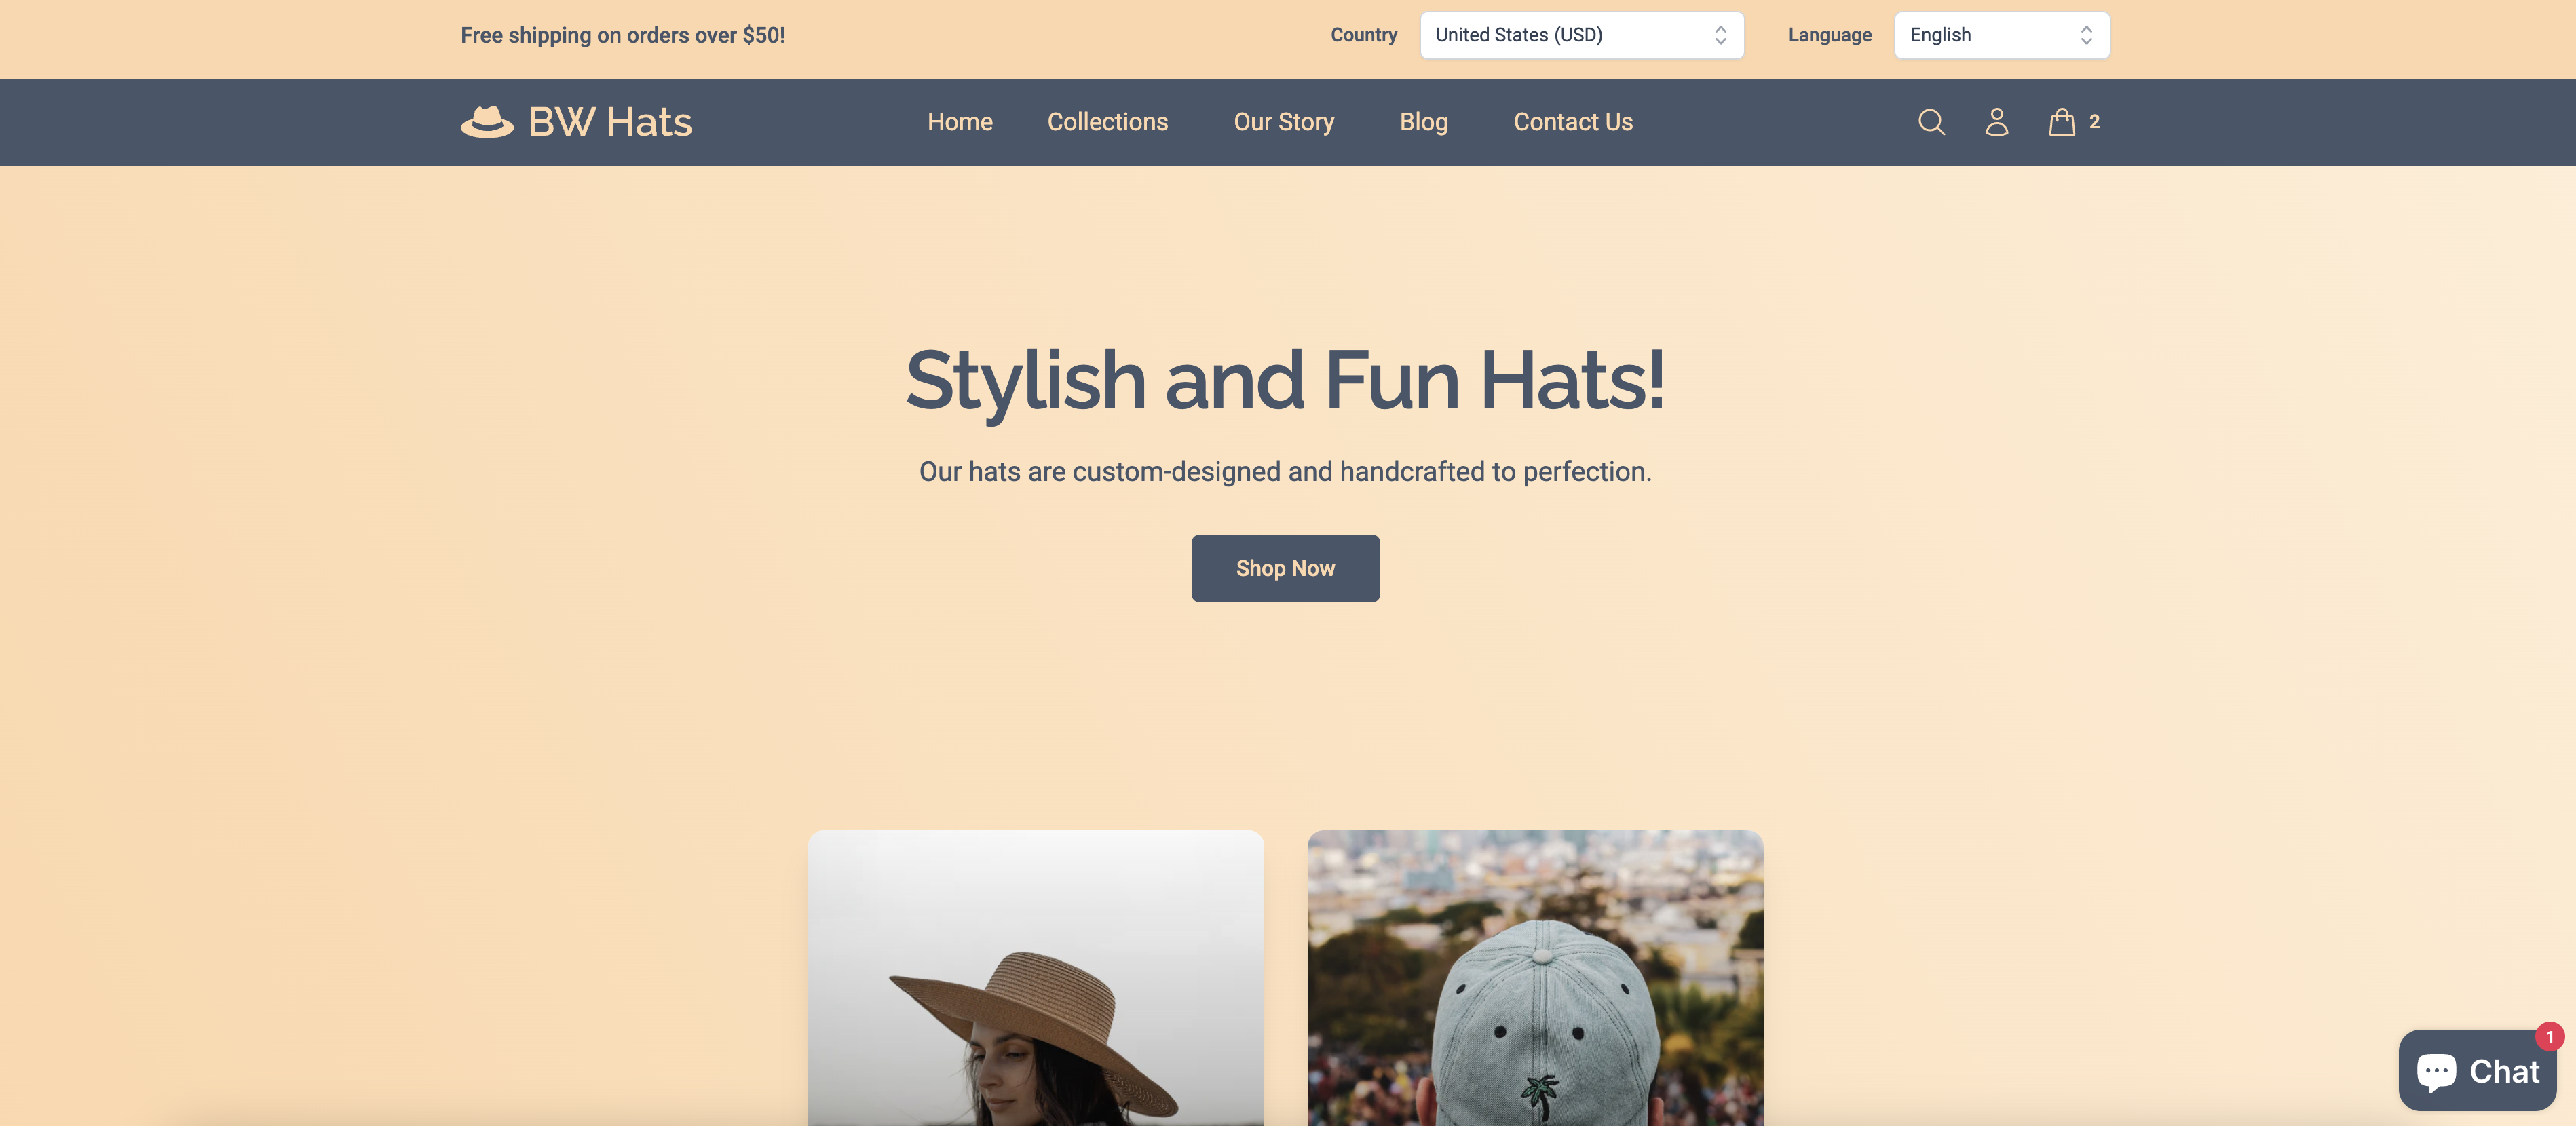 Free shipping on orders over $50!
Country
United States (USD)
Language
English
BW Hats
Home
Collections
Our Story
Blog
Contact Us
2
Stylish and Fun Hats!
Our hats are custom-designed and handcrafted to perfection.
Shop Now
1
Chat